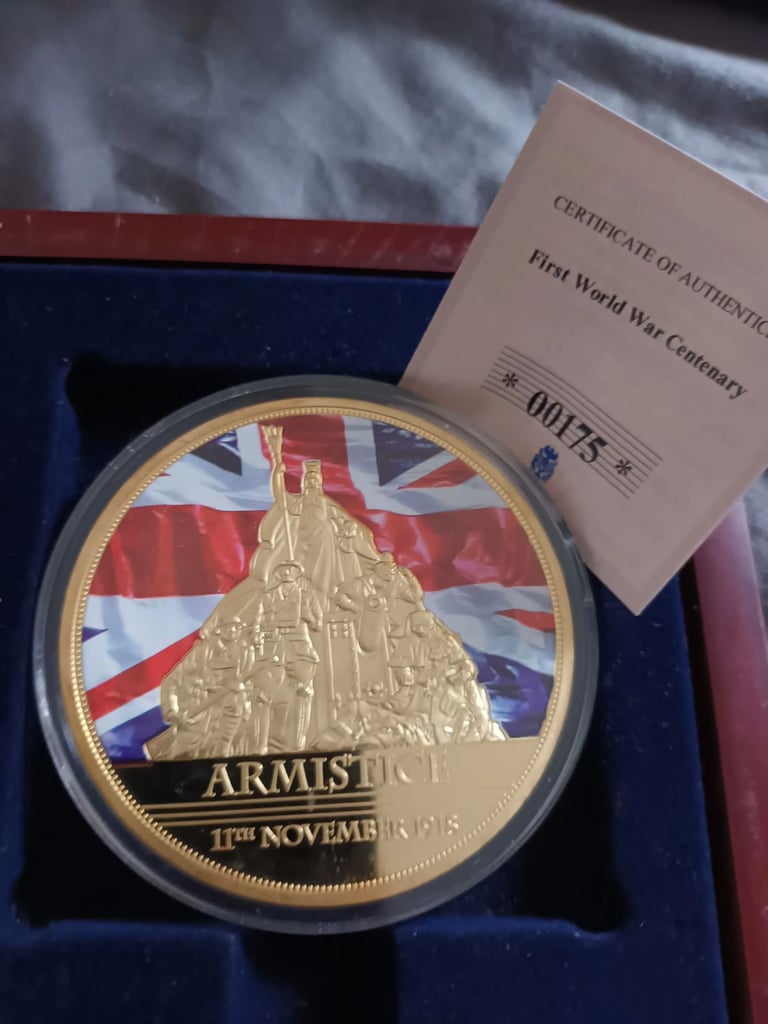 CERTIFICATE OF AUTHENTIC
First World War Centenary
* 00175 *
ARMISTICE
11TH NOVEMBER 1918